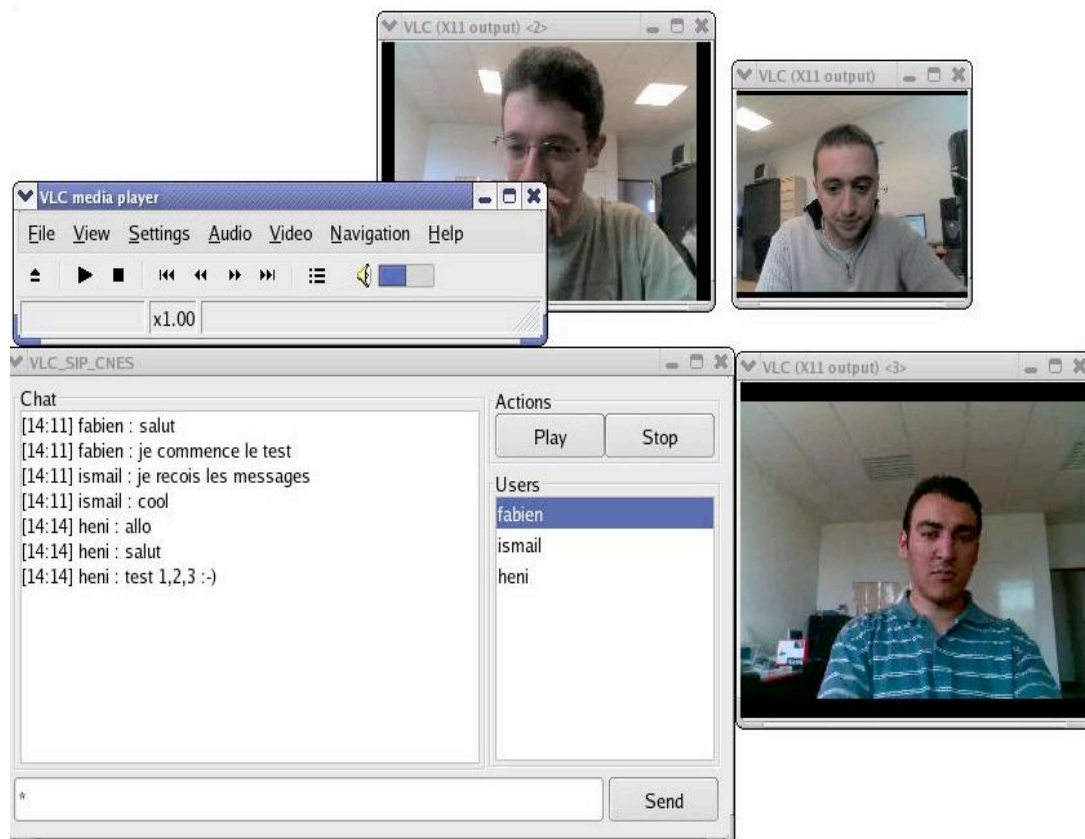 VLC (X11 output) <2>
VLC (X11 output)
VLC media player
File View Settings Audio Video Navigation Help
x1.00
VLC_SIP_CNES
Chat
[14:11] fabien : salut
[14:11] fabien : je commence le test
[14:11] ismail : je recois les messages
[14:11] ismail : cool
[14:14] heni : allo
[14:14] heni : salut
[14:14] heni : test 1,2,3 :-)
Actions
Play Stop
Users
fabien
ismail
heni
*
Send
VLC (X11 output) <3>